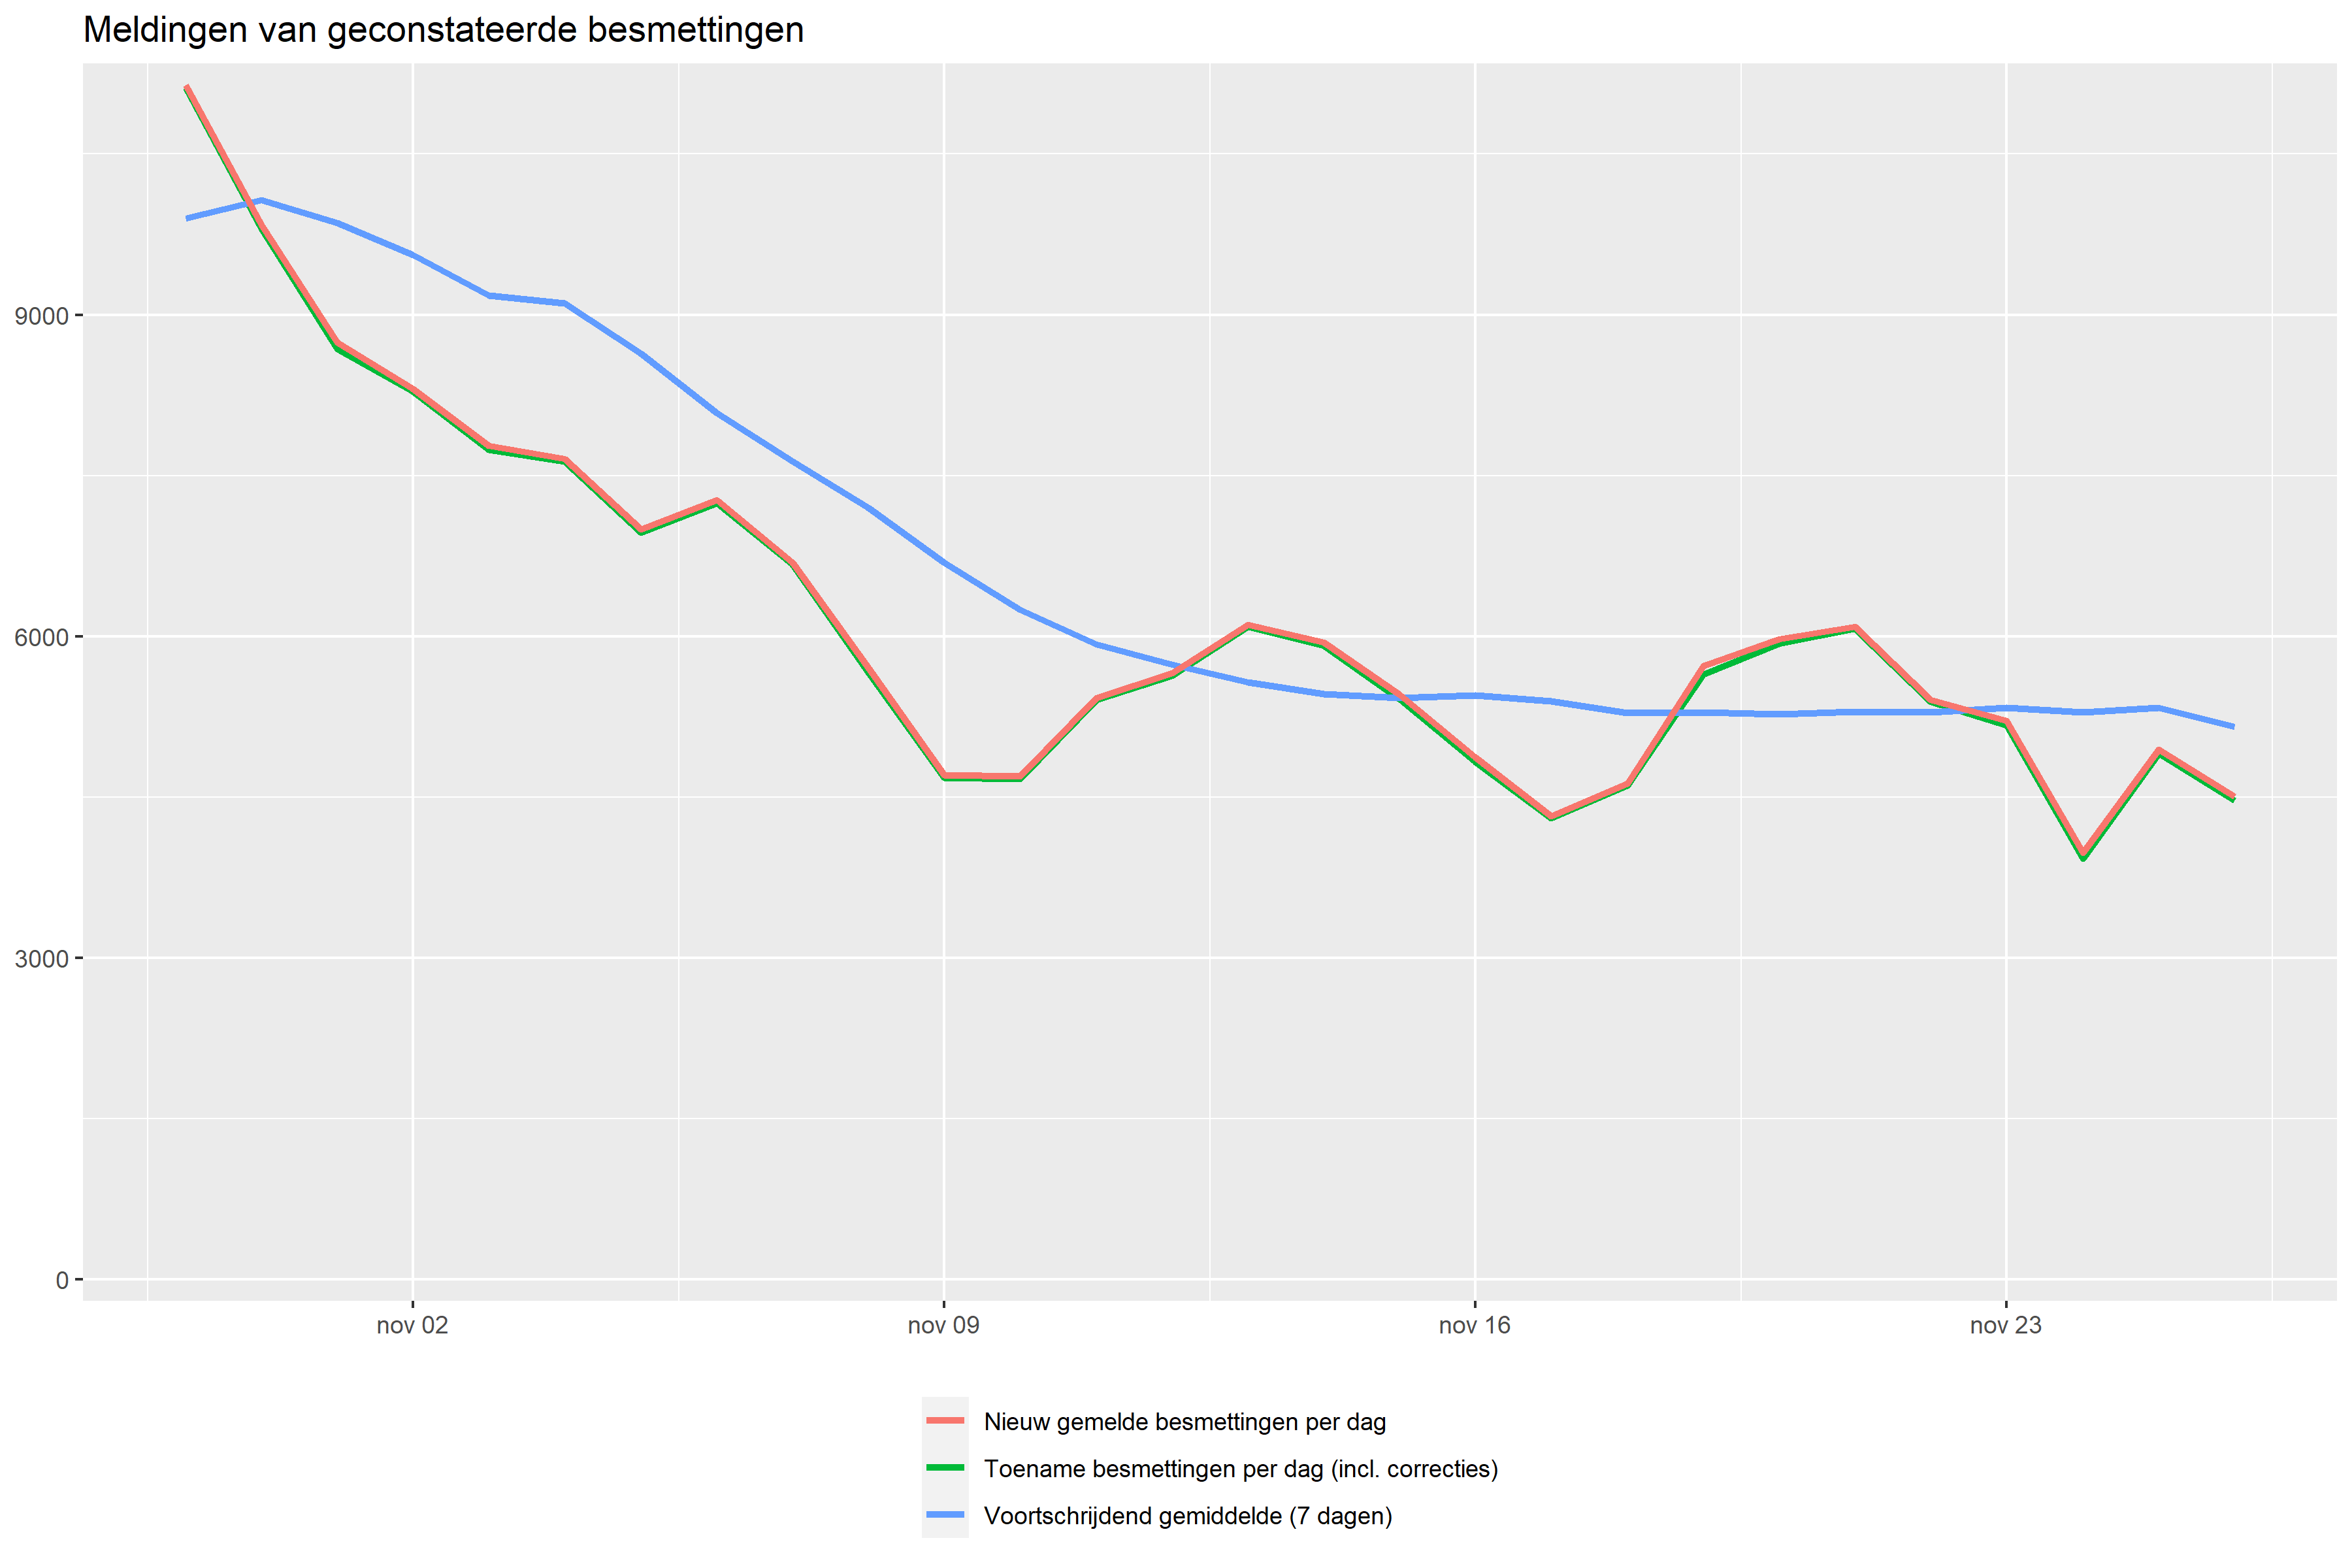 Meldingen van geconstateerde besmettingen
9000
6000
3000
0
nov 02 nov 09 nov 16 nov 23
Nieuw gemelde besmettingen per dag
Toename besmettingen per dag (incl. correcties)
Voortschrijdend gemiddelde (7 dagen)